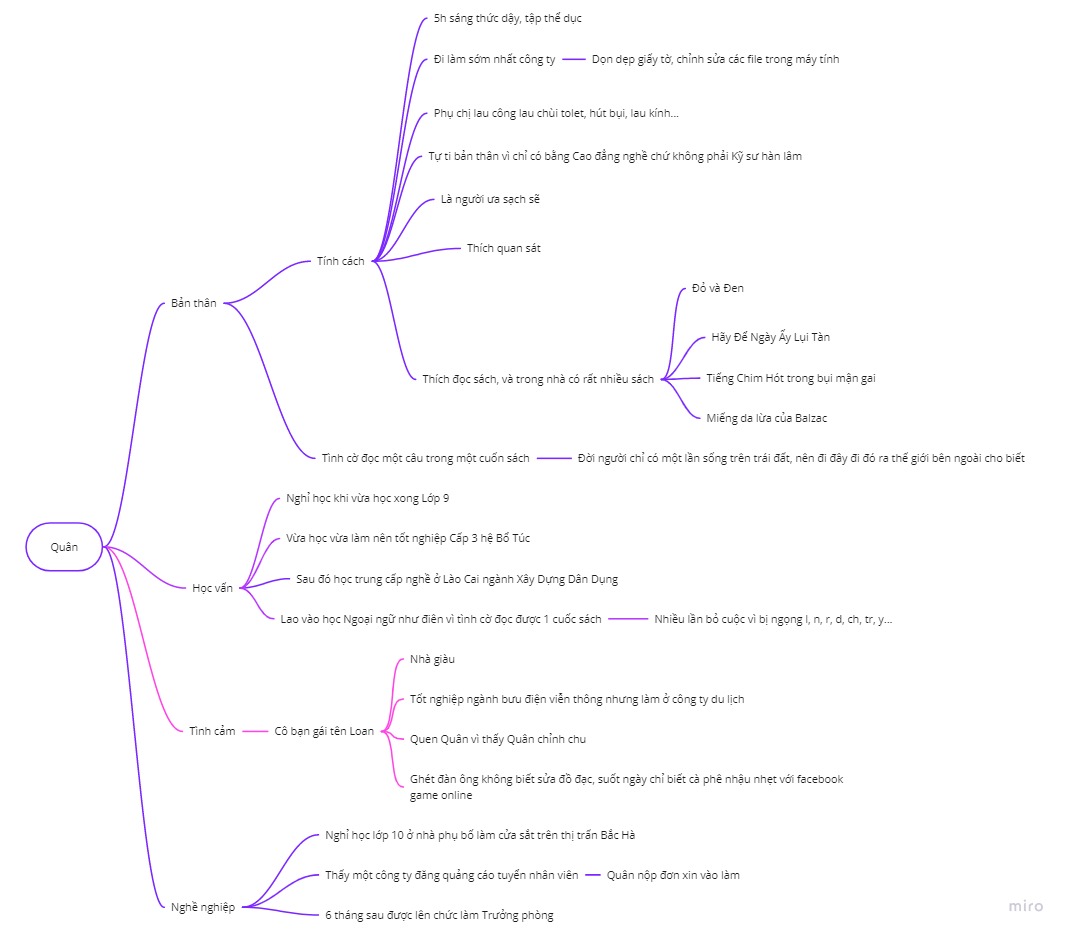 5h sáng thức dậy, tập thể dục
Đi làm sớm nhất công ty
Dọn dẹp giấy tờ, chỉnh sửa các file trong máy tính
Phụ chị lau công lau chùi tolet, hút bụi, lau kính...
Tự ti bản thân vì chỉ có bằng Cao đẳng nghề chứ không phải Kỹ sư hàn lâm
Là người ưa sạch sẽ
Thích quan sát
Tính cách
Bản thân
Đỏ và Đen
Hãy Để Ngày Ấy Lụi Tàn
Thích đọc sách, và trong nhà có rất nhiều sách
Tiếng Chim Hót trong bụi mận gai
Miếng da lừa của Balzac
Tình cờ đọc một câu trong một cuốn sách
Đời người chỉ có một lần sống trên trái đất, nên đi đây đi đó ra thế giới bên ngoài cho biết
Quân
Nghỉ học khi vừa học xong Lớp 9
Vừa học vừa làm nên tốt nghiệp Cấp 3 hệ Bổ Túc
Học vấn
Sau đó học trung cấp nghề ở Lào Cai ngành Xây Dựng Dân Dụng
Lao vào học Ngoại ngữ như điên vì tình cờ đọc được 1 cuốc sách
Nhiều lần bỏ cuộc vì bị ngọng l, n, r, d, ch, tr, y...
Nhà giàu
Tốt nghiệp ngành bưu điện viễn thông nhưng làm ở công ty du lịch
Tình cảm
Cô bạn gái tên Loan
Quen Quân vì thấy Quân chỉnh chu
Ghét đàn ông không biết sửa đồ đạc, suốt ngày chỉ biết cà phê nhậu nhẹt với facebook
game online
Nghỉ học lớp 10 ở nhà phụ bố làm cửa sắt trên thị trấn Bắc Hà
Thấy một công ty đăng quảng cáo tuyển nhân viên
Quân nộp đơn xin vào làm
Nghề nghiệp
6 tháng sau được lên chức làm Trưởng phòng
miro